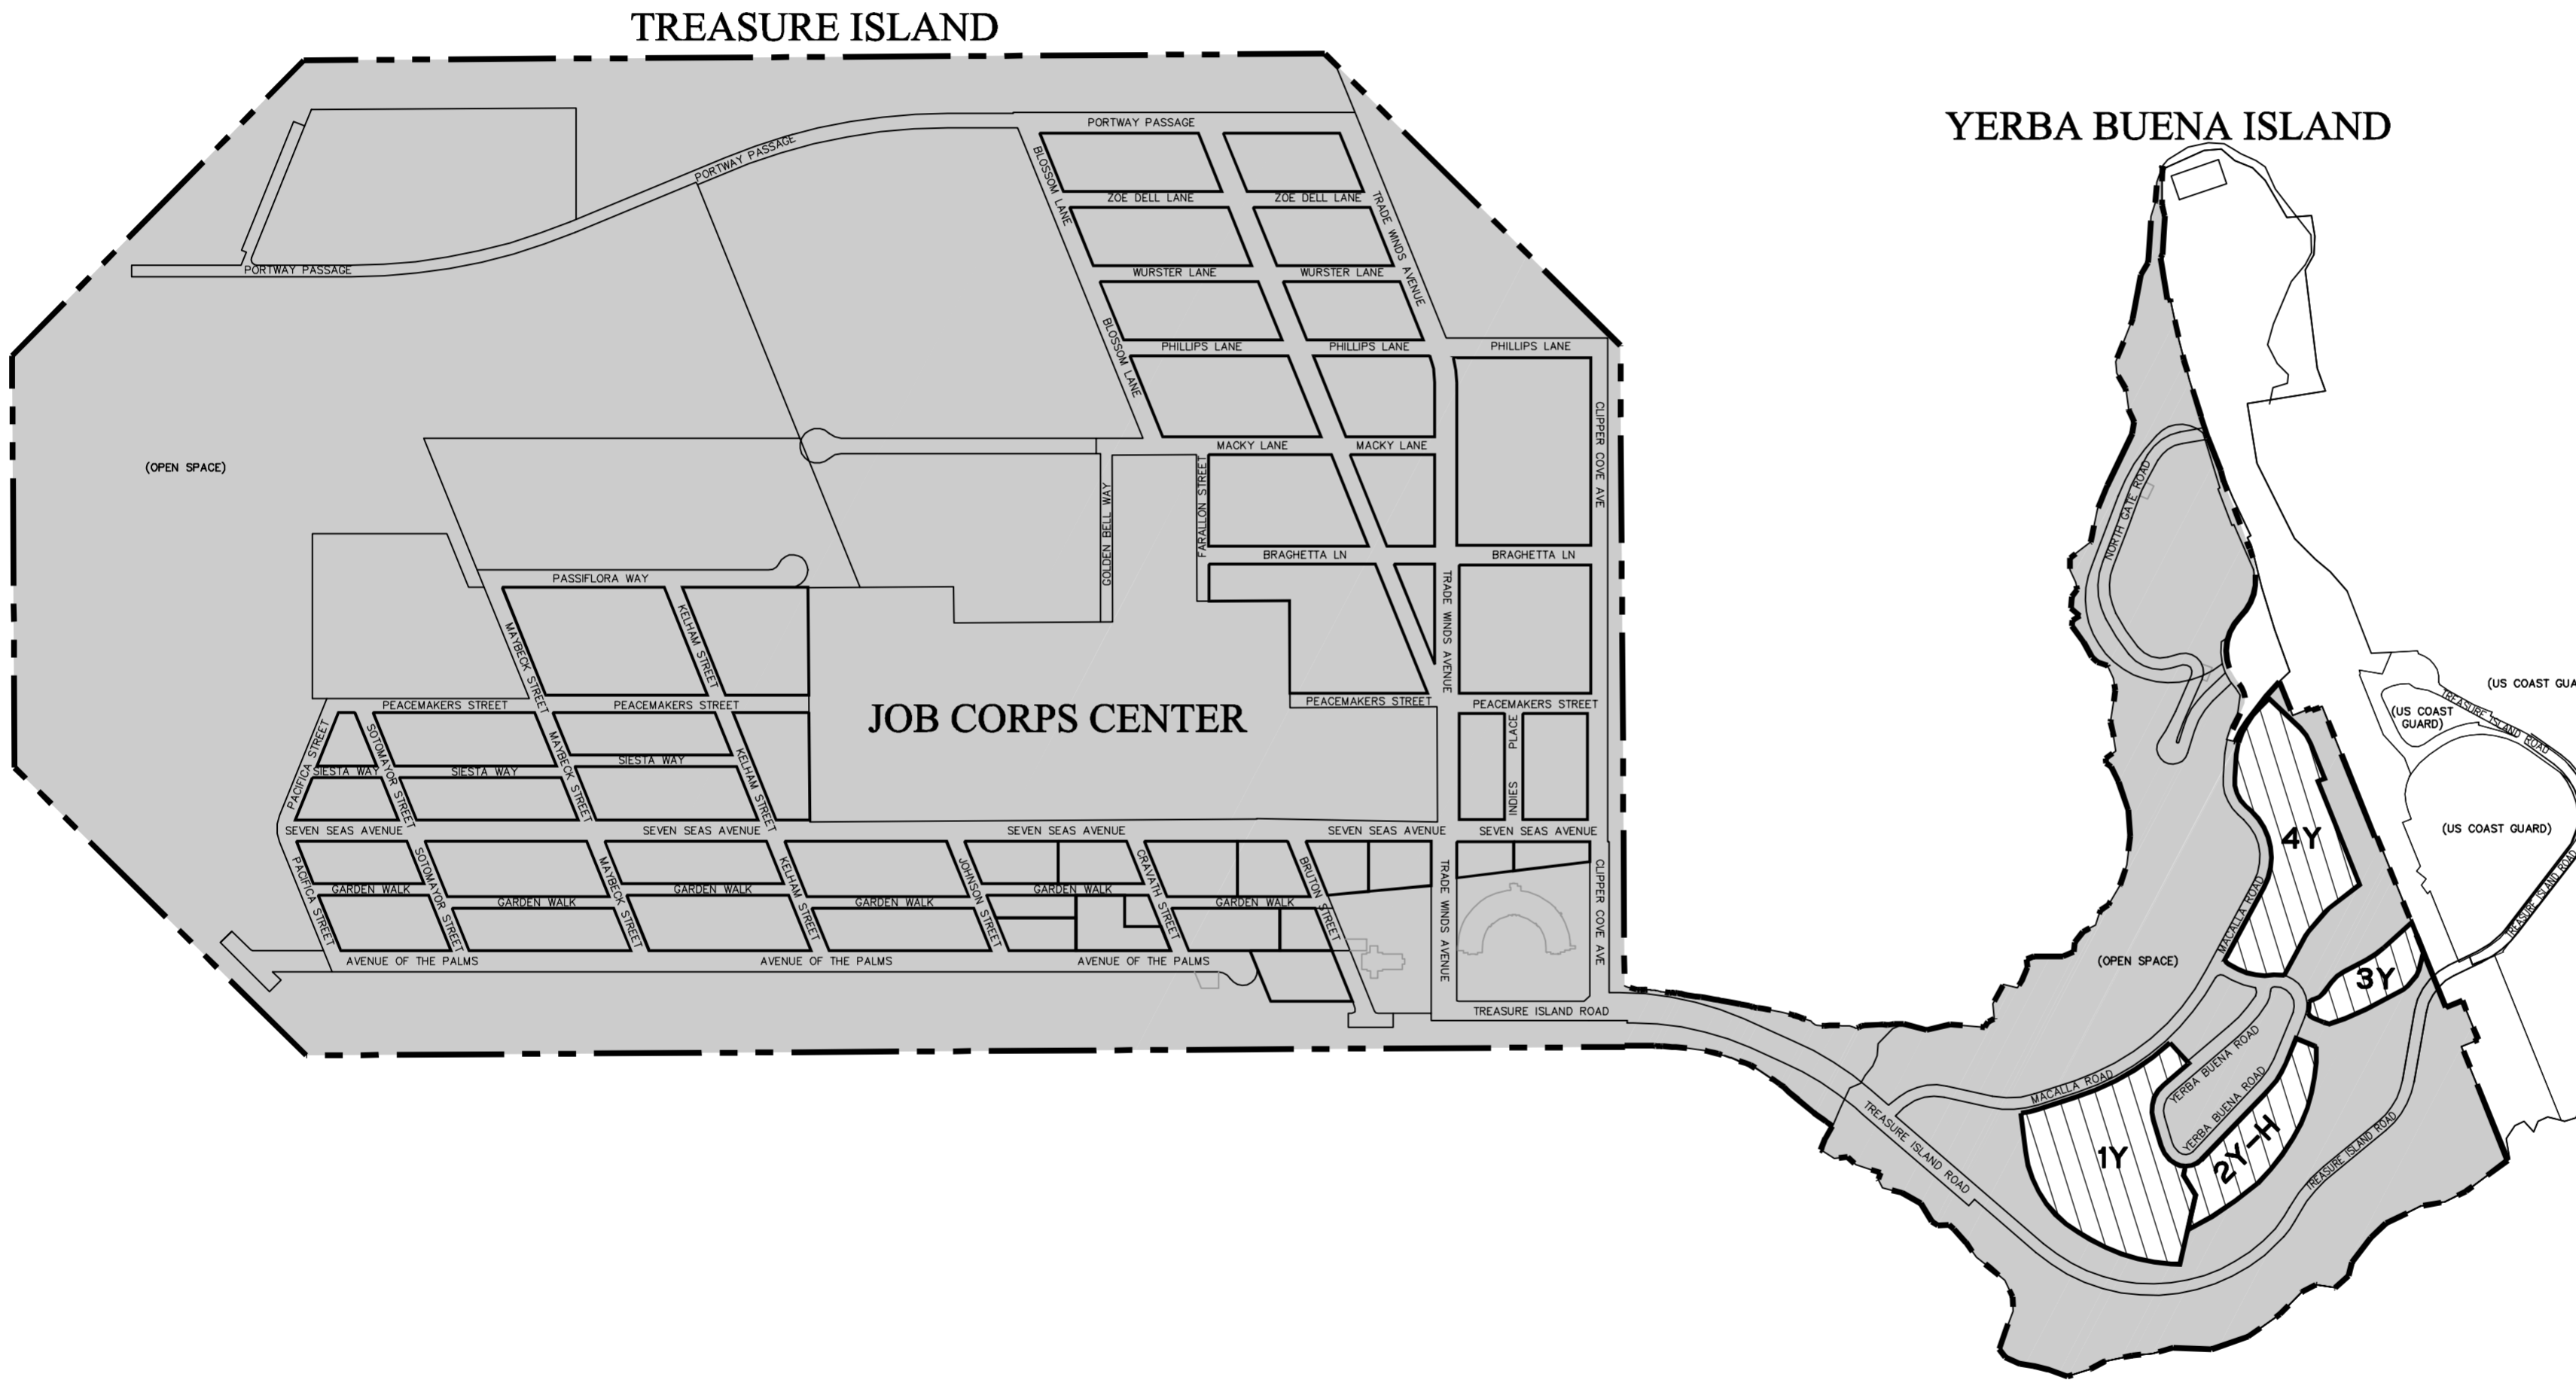 TREASURE ISLAND
YERBA BUENA ISLAND
PORTWAY PASSAGE
PORTWAY PASSAGE
PORTWAY PASSAGE
BLOSSOM LANE
ZOE DELL LANE
ZOE DELL LANE
TRADE WINDS AVENUE
WURSTER LANE
WURSTER LANE
BLOSSOM LANE
PHILLIPS LANE
PHILLIPS LANE
PHILLIPS LANE
CLIPPER COVE AVE
MACKY LANE
MACKY LANE
(OPEN SPACE)
GOLDEN BELL WAY
FARALLON STREET
BRAGHETTA LN
BRAGHETTA LN
PASSIFLORA WAY
MAYBECK STREET
KELHAM STREET
TRADE WINDS AVENUE
PEACEMAKERS STREET
PEACEMAKERS STREET
PEACEMAKERS STREET
PEACEMAKERS STREET
JOB CORPS CENTER
PACIFICA STREET
SOTOMAYOR STREET
MAYBECK STREET
KELHAM STREET
INDIES PLACE
SIESTA WAY
SIESTA WAY
SIESTA WAY
SEVEN SEAS AVENUE
SEVEN SEAS AVENUE
SEVEN SEAS AVENUE
SEVEN SEAS AVENUE
SEVEN SEAS AVENUE
PACIFICA STREET
SOTOMAYOR STREET
MAYBECK STREET
KELHAM STREET
JOHNSON STREET
CRAVATH STREET
BRUTON STREET
TRADE WINDS AVENUE
CLIPPER COVE AVE
GARDEN WALK
GARDEN WALK
GARDEN WALK
GARDEN WALK
GARDEN WALK
GARDEN WALK
AVENUE OF THE PALMS
AVENUE OF THE PALMS
AVENUE OF THE PALMS
TREASURE ISLAND ROAD
NORTH GATE ROAD
(US COAST GUA
(US COAST
GUARD)
TREASURE ISLAND ROAD
(US COAST GUARD)
TREASURE ISLAND ROAD
4Y
MACALLA ROAD
(OPEN SPACE)
3Y
YERBA BUENA ROAD
YERBA BUENA ROAD
MACALLA ROAD
TREASURE ISLAND ROAD
1Y
2Y-H
TREASURE ISLAND ROAD